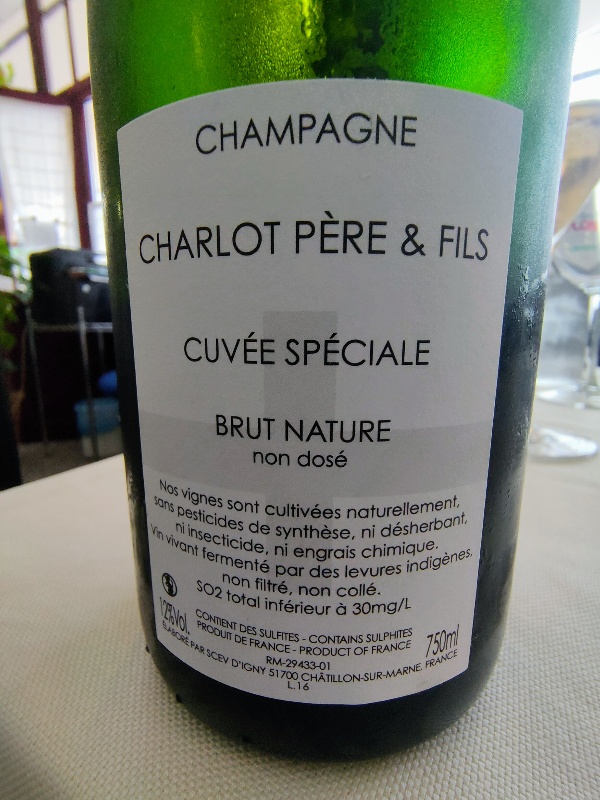 CHAMPAGNE
CHARLOT PÈRE & FILS
CUVÉE SPÉCIALE
BRUT NATURE
non dosé
Nos vignes sont cultivées naturellement,
sans pesticides de synthèse, ni désherbant,
ni insecticide, ni engrais chimique.
Vin vivant fermenté par des levures indigènes,
non filtré, non collé.
SO2 total inférieur à 30mg/L
12%Vol.
CONTIENT DES SULFITES - CONTAINS SULPHITES
PRODUIT DE FRANCE - PRODUCT OF FRANCE
750ml
RM-29433-01
ÉLABORÉ PAR SCEV D'IGNY 51700 CHÂTILLON-SUR-MARNE, FRANCE
L.16